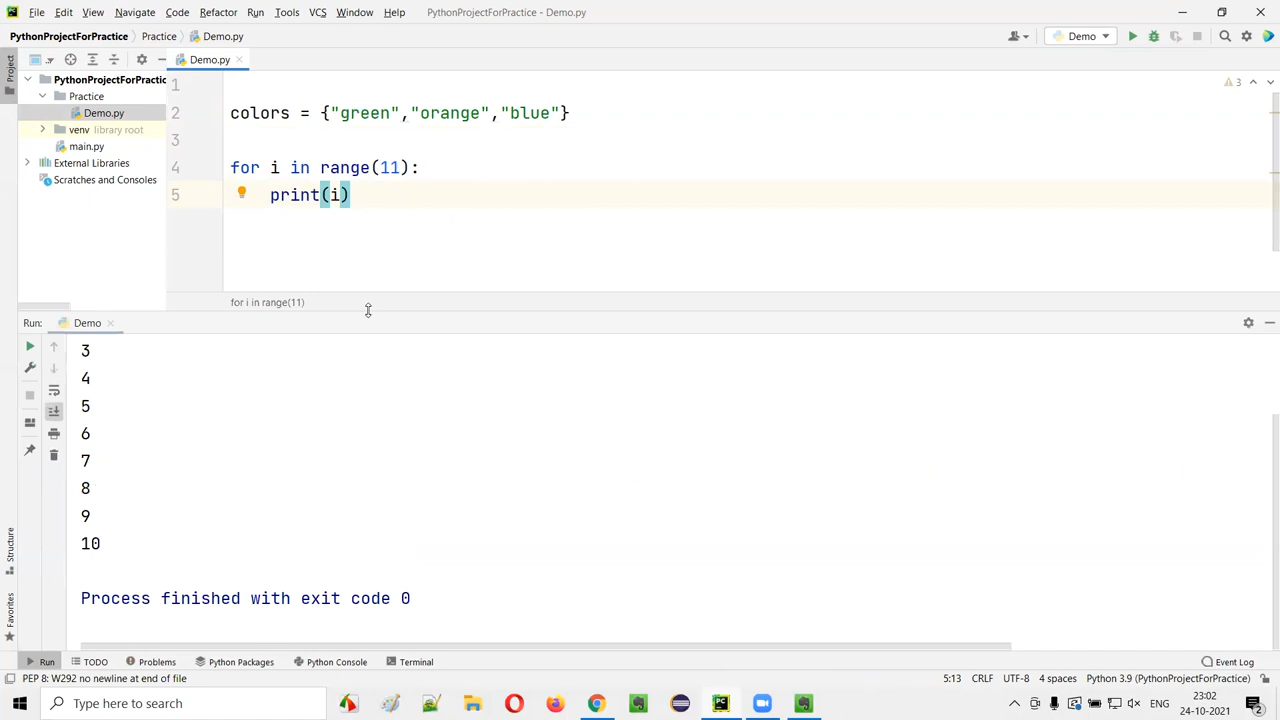 File Edit View Navigate Code Refactor Run Tools VCS Window Help PythonProjectForPractice - Demo.py
PythonProjectForPractice Practice Demo.py Demo
Project
Demo.py
PythonProjectForPractic
Practice
Demo.py
venv library root
main.py
External Libraries
Scratches and Consoles
1
2 colors = {"green","orange","blue"}
3
4 for i in range(11):
5 print(i)
3
for i in range(11)
Run: Demo
3
4
5
6
7
8
9
10
Process finished with exit code 0
Structure
Favorites
Run TODO Problems Python Packages Python Console Terminal Event Log
PEP 8: W292 no newline at end of file 5:13 CRLF UTF-8 4 spaces Python 3.9 (PythonProjectForPractice)
Type here to search ENG 23:02
24-10-2021 2